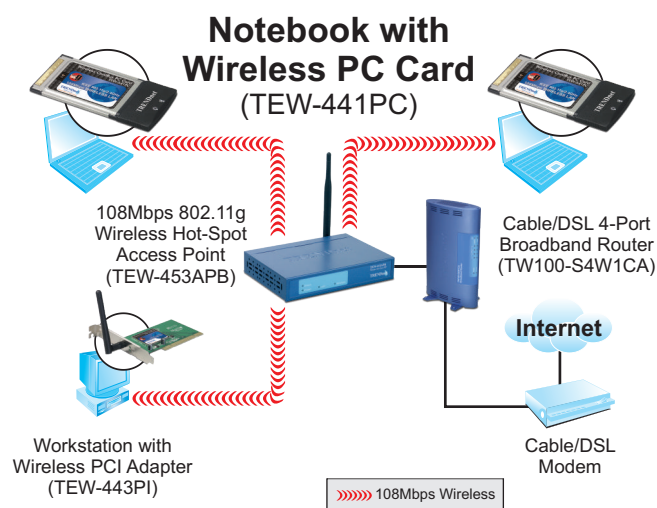 Notebook with
Wireless PC Card
(TEW-441PC)
TRENDnet
TRENDnet
108Mbps 802.11g
Wireless Hot-Spot
Access Point
(TEW-453APB)
Cable/DSL 4-Port
Broadband Router
(TW100-S4W1CA)
Internet
Workstation with
Wireless PCI Adapter
(TEW-443PI)
Cable/DSL
Modem
108Mbps Wireless